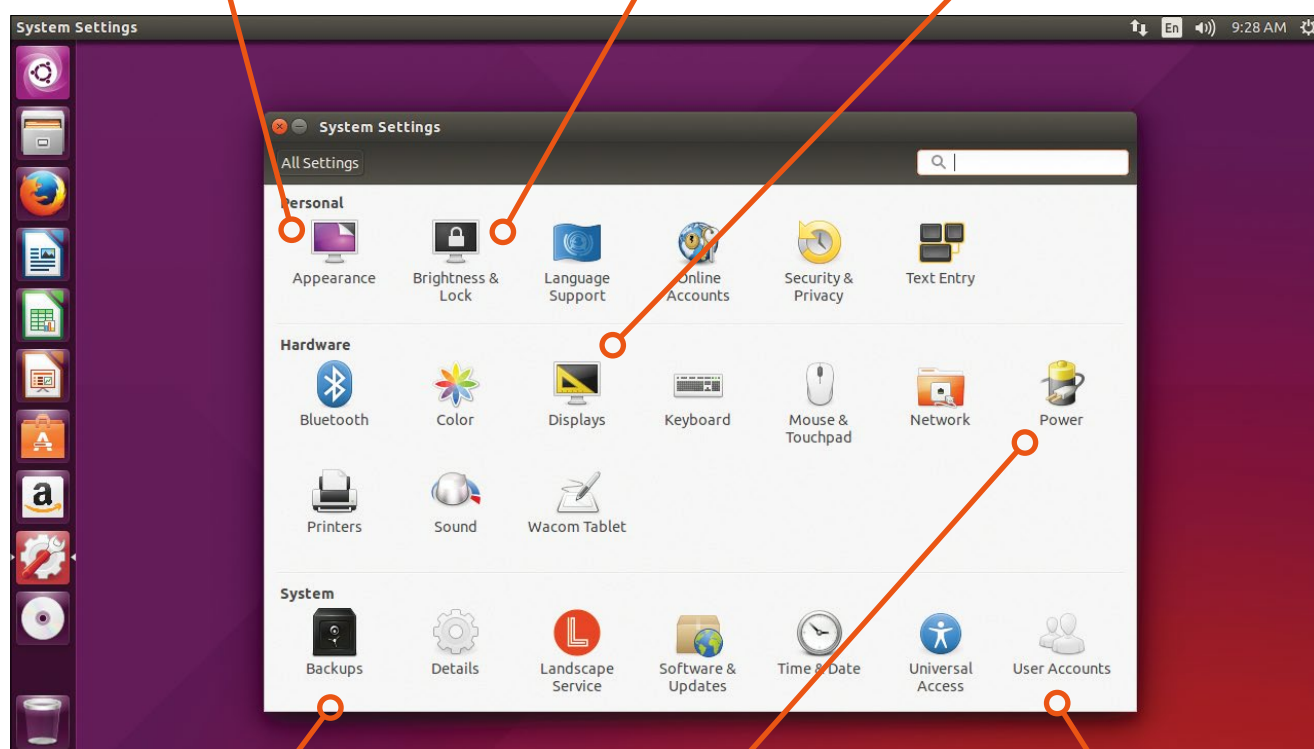 System Settings
En 9:28 AM
System Settings
All Settings
Personal
Appearance
Brightness &
Lock
Language
Support
Online
Accounts
Security &
Privacy
Text Entry
Hardware
Bluetooth
Color
Displays
Keyboard
Mouse &
Touchpad
Network
Power
Printers
Sound
Wacom Tablet
System
Backups
Details
Landscape
Service
Software &
Updates
Time & Date
Universal
Access
User Accounts